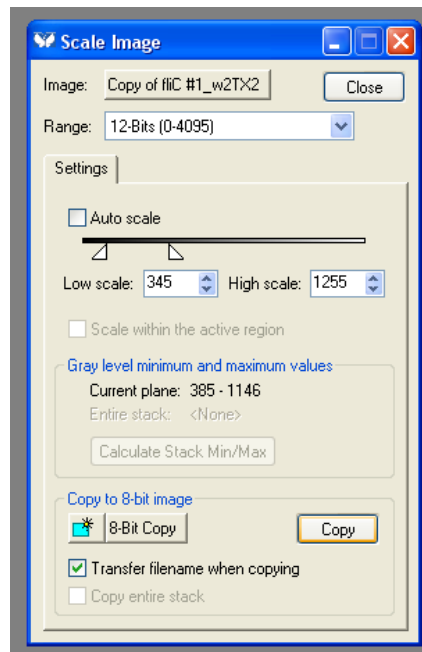 Scale Image
Image: Copy of fliC #1_w2TX2 Close
Range: 12-Bits (0-4095)
Settings
Auto scale
Low scale: 345 High scale: 1255
Scale within the active region
Gray level minimum and maximum values
Current plane: 385 - 1146
Entire stack: <None>
Calculate Stack Min/Max
Copy to 8-bit image
8-Bit Copy Copy
Transfer filename when copying
Copy entire stack